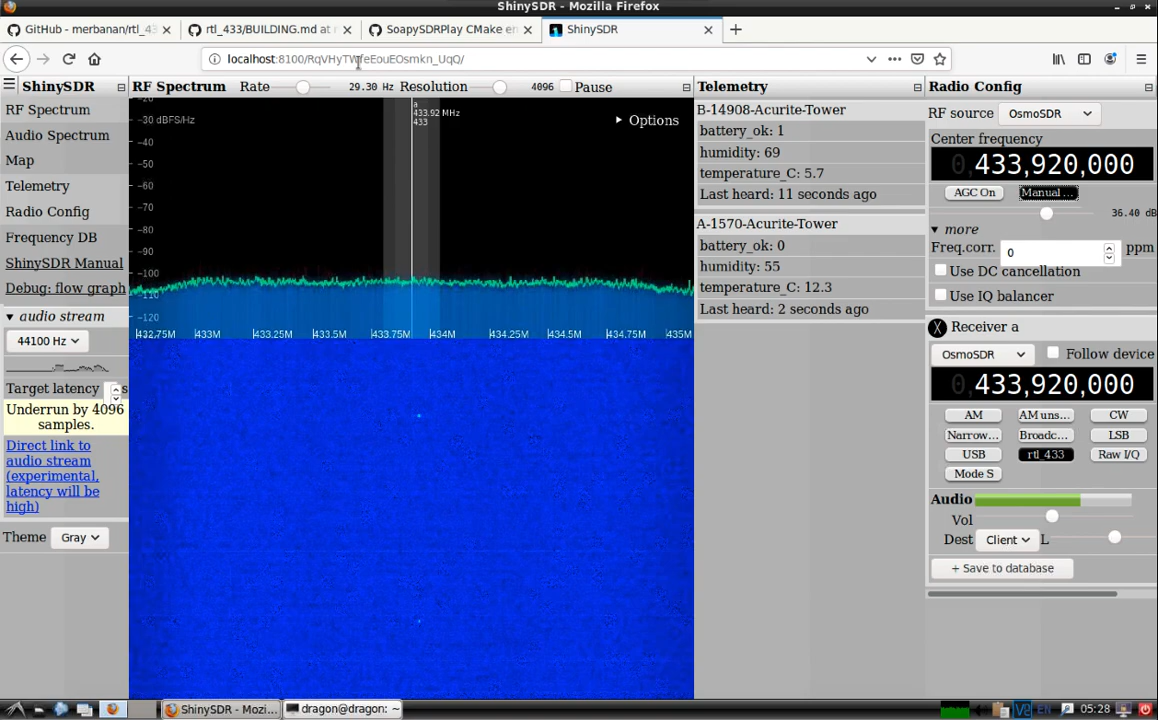 ShinySDR - Mozilla Firefox
GitHub - merbanan/rtl_43
rtl_433/BUILDING.md at
SoapySDRPlay CMake er
ShinySDR
localhost:8100/RqVHyTWfeEouEOsmkn_UqQ/
ShinySDR
RF Spectrum
Audio Spectrum
Map
Telemetry
Radio Config
Frequency DB
ShinySDR Manual
Debug: flow graph
audio stream
44100 Hz
Target latency s
Underrun by 4096
samples.
Direct link to
audio stream
(experimental,
latency will be
high)
Theme Gray
RF Spectrum Rate 29.30 Hz Resolution 4096 Pause
-20
-30 dBFS/Hz
-40
-50
-60
-70
-80
-90
-100
-110
-120
a
433.92 MHz
433
Options
432.75M 433M 433.25M 433.5M 433.75M 434M 434.25M 434.5M 434.75M 435M
Telemetry
B-14908-Acurite-Tower
battery_ok: 1
humidity: 69
temperature_C: 5.7
Last heard: 11 seconds ago
A-1570-Acurite-Tower
battery_ok: 0
humidity: 55
temperature_C: 12.3
Last heard: 2 seconds ago
Radio Config
RF source OsmoSDR
Center frequency
0,433,920,000
AGC On Manual ...
36.40 dB
more
Freq.corr. 0 ppm
Use DC cancellation
Use IQ balancer
X Receiver a
OsmoSDR Follow device
0,433,920,000
AM AM uns... CW
Narrow... Broadc... LSB
USB rtl_433 Raw I/Q
Mode S
Audio
Vol
Dest Client L
+ Save to database
ShinySDR - Mozi...
dragon@dragon: ~
EN 05:28